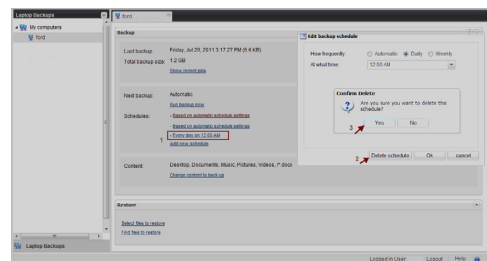 Laptop Backups
My computers
ford
ford
Backup
Last backup: Friday, Jul 29, 2011 3:17:27 PM (5.6 KB)
Total backup size: 1.2 GB
Show recent data
Next backup: Automatic
Run backup now
Schedules: - Based on automatic schedule settings
- Based on automatic schedule settings
1 - Every day on 12:00 AM
Add new schedule
Content: Desktop, Documents, Music, Pictures, Videos, /*.docx
Change content to back up
Restore
Select files to restore
Find files to restore
Laptop Backups
Edit backup schedule
How frequently: Automatic Daily Weekly
At what time: 12:00 AM
Confirm Delete
Are you sure you want to delete this
schedule?
3 Yes No
2 Delete schedule Ok cancel
Logged in User Logout Help